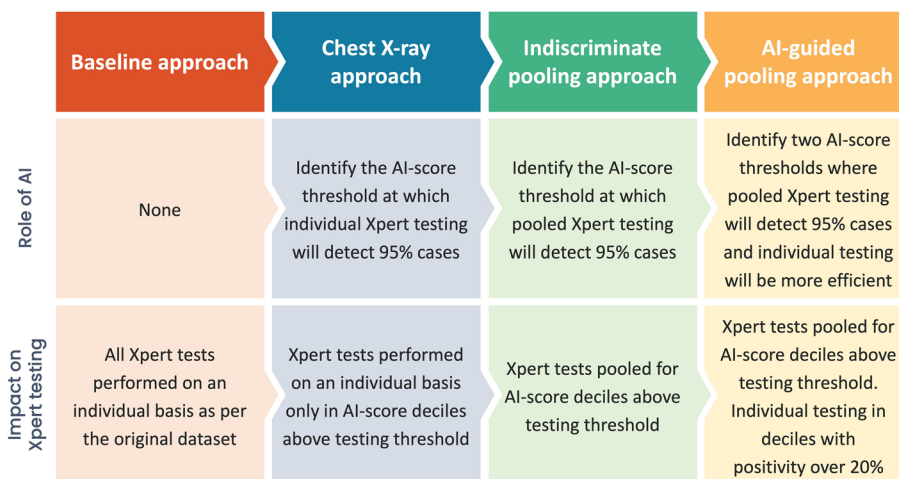 Baseline approach
Chest X-ray
approach
Indiscriminate
pooling approach
AI-guided
pooling approach
Role of AI
None
Identify the AI-score
threshold at which
individual Xpert testing
will detect 95% cases
Identify the AI-score
threshold at which
pooled Xpert testing
will detect 95% cases
Identify two AI-score
thresholds where
pooled Xpert testing
will detect 95% cases
and individual testing
will be more efficient
Impact on
Xpert testing
All Xpert tests
performed on an
individual basis as per
the original dataset
Xpert tests performed
on an individual basis
only in AI-score deciles
above testing threshold
Xpert tests pooled for
AI-score deciles above
testing threshold
Xpert tests pooled for
AI-score deciles above
testing threshold.
Individual testing in
deciles with
positivity over 20%